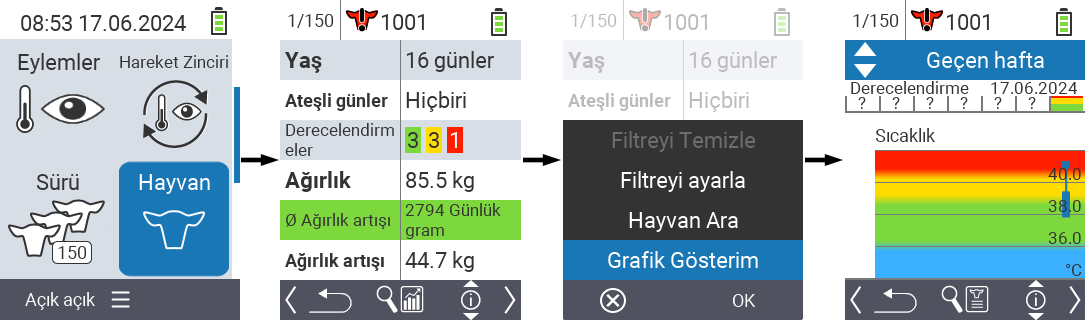 08:53 17.06.2024
Eylemler
Hareket Zinciri
Sürü
150
Hayvan
Açık açık
1/150 1001
Yaş 16 günler
Ateşli günler Hiçbiri
Derecelendirm
eler
3 3 1
Ağırlık 85.5 kg
Ø Ağırlık artışı 2794 Günlük
gram
Ağırlık artışı 44.7 kg
1/150 1001
Yaş 16 günler
Ateşli günler Hiçbiri
Filtreyi Temizle
Filtreyi ayarla
Hayvan Ara
Grafik Gösterim
OK
1/150 1001
Geçen hafta
Derecelendirme 17.06.2024
? ? ? ? ? ?
Sıcaklık
40.0
38.0
36.0
°C